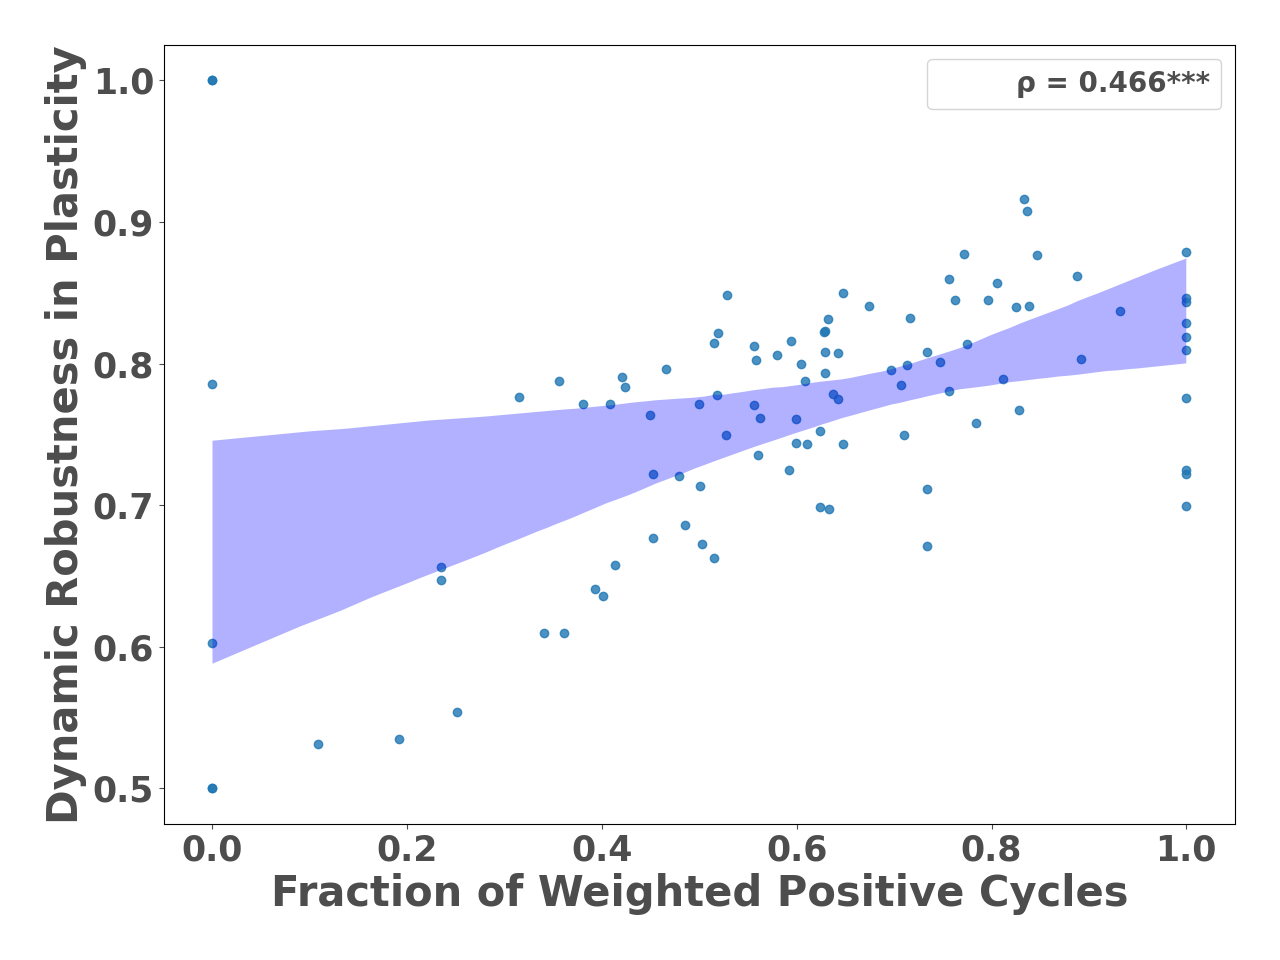 ρ = 0.466***
Dynamic Robustness in Plasticity
1.0
0.9
0.8
0.7
0.6
0.5
0.0 0.2 0.4 0.6 0.8 1.0
Fraction of Weighted Positive Cycles